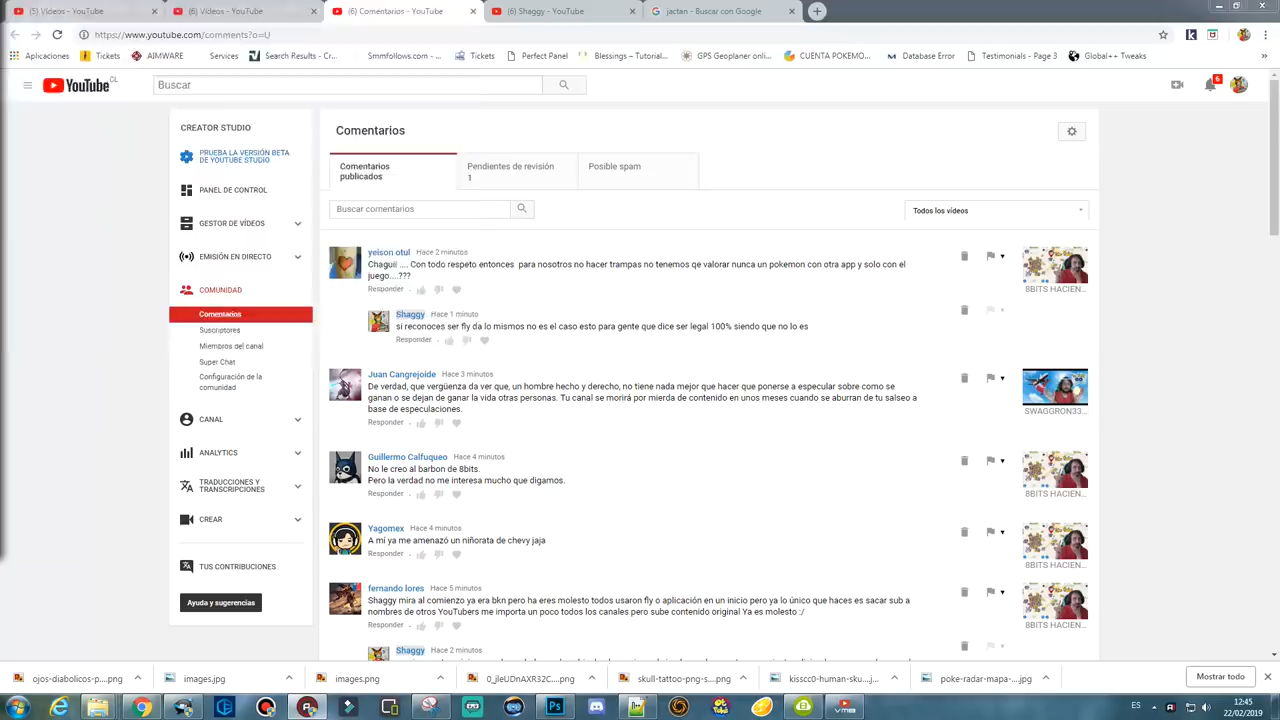 YouTube
Shaggy - YouTube
jactan - Buscar con Google
https://www.youtube.com/comments?o=U
Aplicaciones
Tickets
AIMWARE
Services
Search Results - Cr...
Smmfollows.com - ...
Tickets
Perfect Panel
Blessings – Tutorial...
GPS Geoplaner onli...
CUENTA POKEMO...
Database Error
Testimonials - Page 3
Global++ Tweaks
»
YouTube CL
Buscar
6
CREATOR STUDIO
PRUEBA LA VERSIÓN BETA
DE YOUTUBE STUDIO
PANEL DE CONTROL
GESTOR DE VÍDEOS
EMISIÓN EN DIRECTO
COMUNIDAD
Comentarios
Suscriptores
Miembros del canal
Super Chat
Configuración de la
comunidad
CANAL
ANALYTICS
TRADUCCIONES Y
TRANSCRIPCIONES
CREAR
TUS CONTRIBUCIONES
Ayuda y sugerencias
Comentarios
Comentarios
publicados
Pendientes de revisión
1
Posible spam
Buscar comentarios
Todos los vídeos
yeison otul Hace 2 minutos
Chaguii .... Con todo respeto entonces para nosotros no hacer trampas no tenemos qe valorar nunca un pokemon con otra app y solo con el
juego....???
Responder
8BITS HACIEN...
Shaggy Hace 1 minuto
si reconoces ser fly da lo mismos no es el caso esto para gente que dice ser legal 100% siendo que no lo es
Responder
Juan Cangrejoide Hace 3 minutos
De verdad, que vergüenza da ver que, un hombre hecho y derecho, no tiene nada mejor que hacer que ponerse a especular sobre como se
ganan o se dejan de ganar la vida otras personas. Tu canal se morirá por mierda de contenido en unos meses cuando se aburran de tu salseo a
base de especulaciones.
Responder
SWAGGRON33...
Guillermo Calfuqueo Hace 4 minutos
No le creo al barbon de 8bits.
Pero la verdad no me interesa mucho que digamos.
Responder
8BITS HACIEN...
Yagomex Hace 4 minutos
A mí ya me amenazó un niñorata de chevy jaja
Responder
8BITS HACIEN...
fernando lores Hace 5 minutos
Shaggy mira al comienzo ya era bkn pero ha eres molesto todos usaron fly o aplicación en un inicio pero ya lo único que haces es sacar sub a
nombres de otros YouTubers me importa un poco todos los canales pero sube contenido original Ya es molesto :/
Responder
8BITS HACIEN...
Shaggy Hace 2 minutos
ojos-diabolicos-p....png
images.jpg
images.png
0_jleUDnAXR32C....png
skull-tattoo-png-s....png
kisscc0-human-sku....j...
poke-radar-mapa-....jpg
Mostrar todo
ES
12:45
22/02/2019